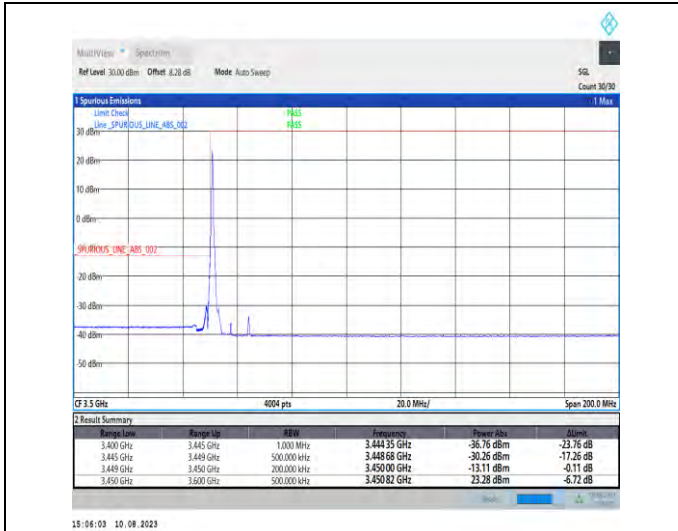 MultiView Spectrum
Ref Level 30.00 dBm Offset 8.28 dB Mode Auto Sweep SGL
Count 30/30
1 Spurious Emissions 1 Max
Limit Check PASS
Line _SPURIOUS_LINE_ABS_002 PASS
30 dBm
20 dBm
10 dBm
0 dBm
_SPURIOUS_LINE_ABS_002
-20 dBm
-30 dBm
-40 dBm
-50 dBm
CF 3.5 GHz 4004 pts 20.0 MHz/ Span 200.0 MHz
2 Result Summary
Range Low Range Up RBW Frequency Power Abs ΔLimit
3.400 GHz 3.445 GHz 1.000 MHz 3.444 35 GHz -36.76 dBm -23.76 dB
3.445 GHz 3.449 GHz 500.000 kHz 3.448 68 GHz -30.26 dBm -17.26 dB
3.449 GHz 3.450 GHz 200.000 kHz 3.450 00 GHz -13.11 dBm -0.11 dB
3.450 GHz 3.600 GHz 500.000 kHz 3.450 82 GHz 23.28 dBm -6.72 dB
15:06:03 10.08.2023